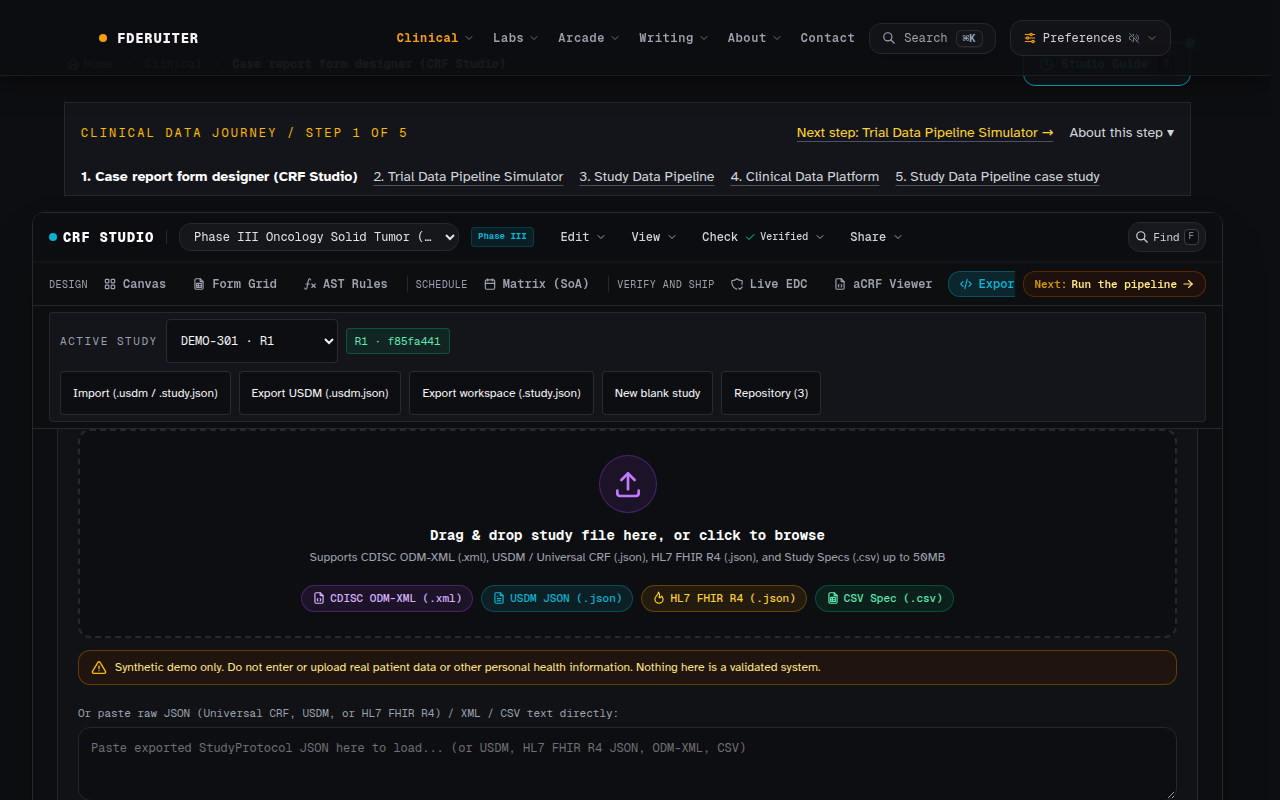 FDERUITER
Clinical Labs Arcade Writing About Contact Search ⌘K Preferences
Home Clinical Case report form designer (CRF Studio) Studio Guide ?
CLINICAL DATA JOURNEY / STEP 1 OF 5
Next step: Trial Data Pipeline Simulator → About this step ▾
1. Case report form designer (CRF Studio) 2. Trial Data Pipeline Simulator 3. Study Data Pipeline 4. Clinical Data Platform 5. Study Data Pipeline case study
CRF STUDIO Phase III Oncology Solid Tumor (… Phase III Edit View Check ✓ Verified Share Find F
DESIGN Canvas Form Grid ƒx AST Rules SCHEDULE Matrix (SoA) VERIFY AND SHIP Live EDC aCRF Viewer </> Expor Next: Run the pipeline →
ACTIVE STUDY DEMO-301 · R1 R1 · f85fa441
Import (.usdm / .study.json) Export USDM (.usdm.json) Export workspace (.study.json) New blank study Repository (3)
Drag & drop study file here, or click to browse
Supports CDISC ODM-XML (.xml), USDM / Universal CRF (.json), HL7 FHIR R4 (.json), and Study Specs (.csv) up to 50MB
CDISC ODM-XML (.xml) USDM JSON (.json) HL7 FHIR R4 (.json) CSV Spec (.csv)
Synthetic demo only. Do not enter or upload real patient data or other personal health information. Nothing here is a validated system.
Or paste raw JSON (Universal CRF, USDM, or HL7 FHIR R4) / XML / CSV text directly:
Paste exported StudyProtocol JSON here to load... (or USDM, HL7 FHIR R4 JSON, ODM-XML, CSV)